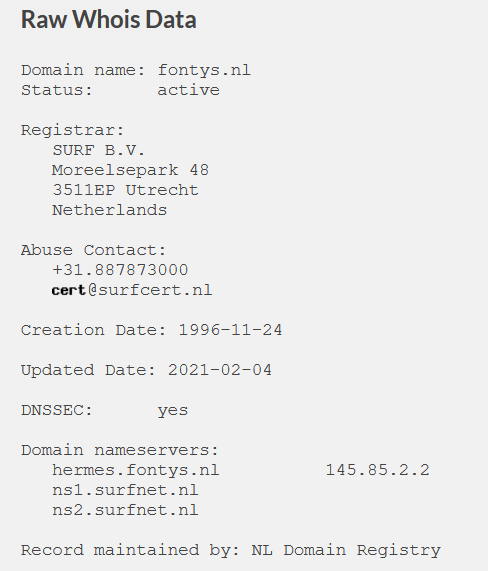 Raw Whois Data
Domain name: fontys.nl
Status: active
Registrar:
SURF B.V.
Moreelsepark 48
3511EP Utrecht
Netherlands
Abuse Contact:
+31.887873000
cert@surfcert.nl
Creation Date: 1996-11-24
Updated Date: 2021-02-04
DNSSEC: yes
Domain nameservers:
hermes.fontys.nl 145.85.2.2
ns1.surfnet.nl
ns2.surfnet.nl
Record maintained by: NL Domain Registry